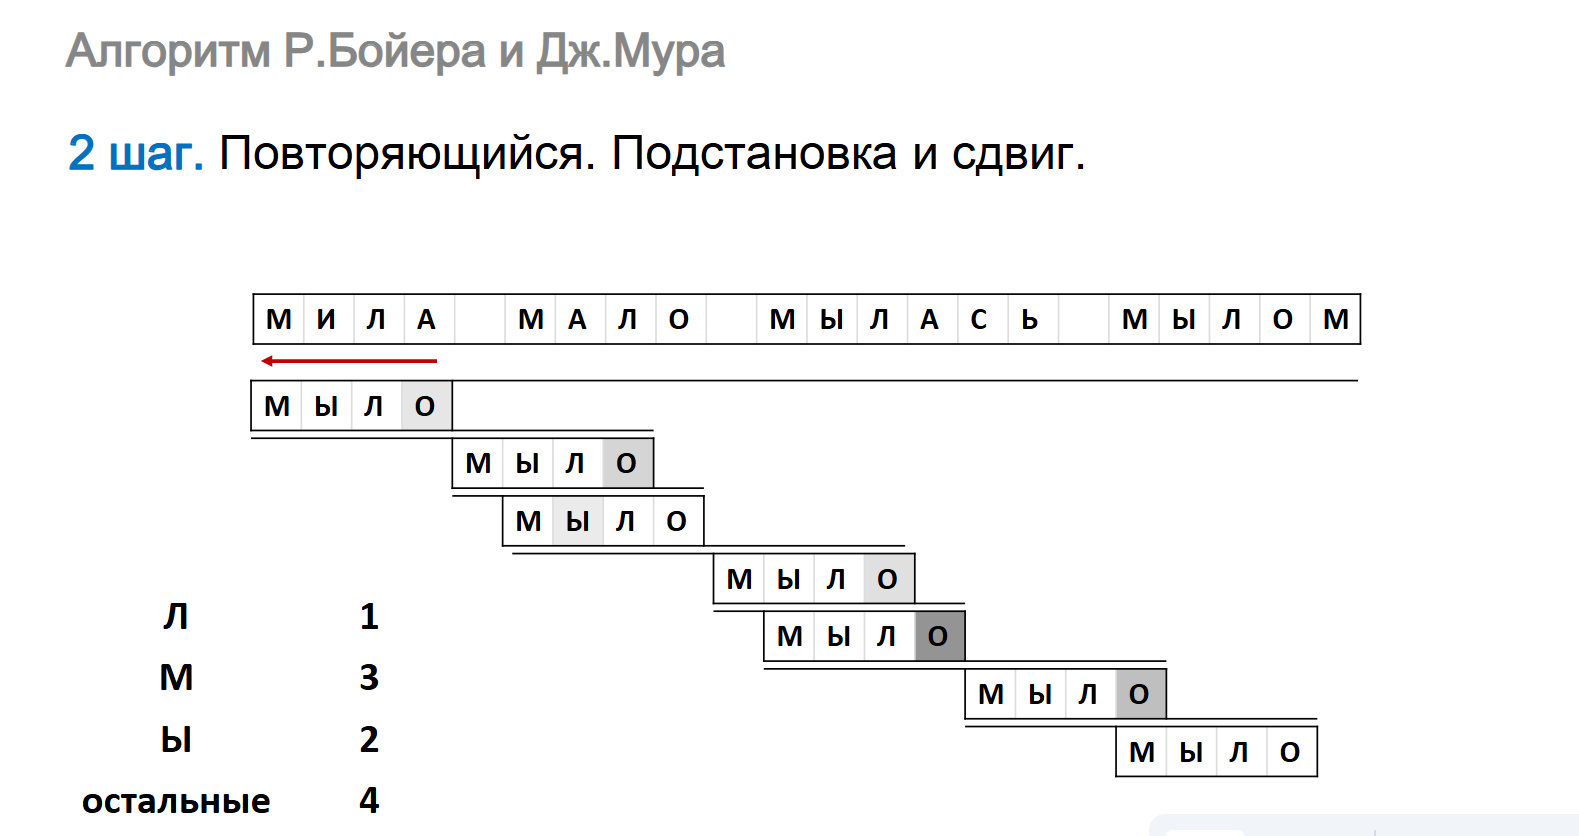 Алгоритм Р.Бойера и Дж.Мура
2 шаг. Повторяющийся. Подстановка и сдвиг.
М И Л А М А Л О М Ы Л А С Ь М Ы Л О М
М Ы Л О
М Ы Л О
М Ы Л О
М Ы Л О
М Ы Л О
М Ы Л О
М Ы Л О
Л 1
М 3
Ы 2
остальные 4